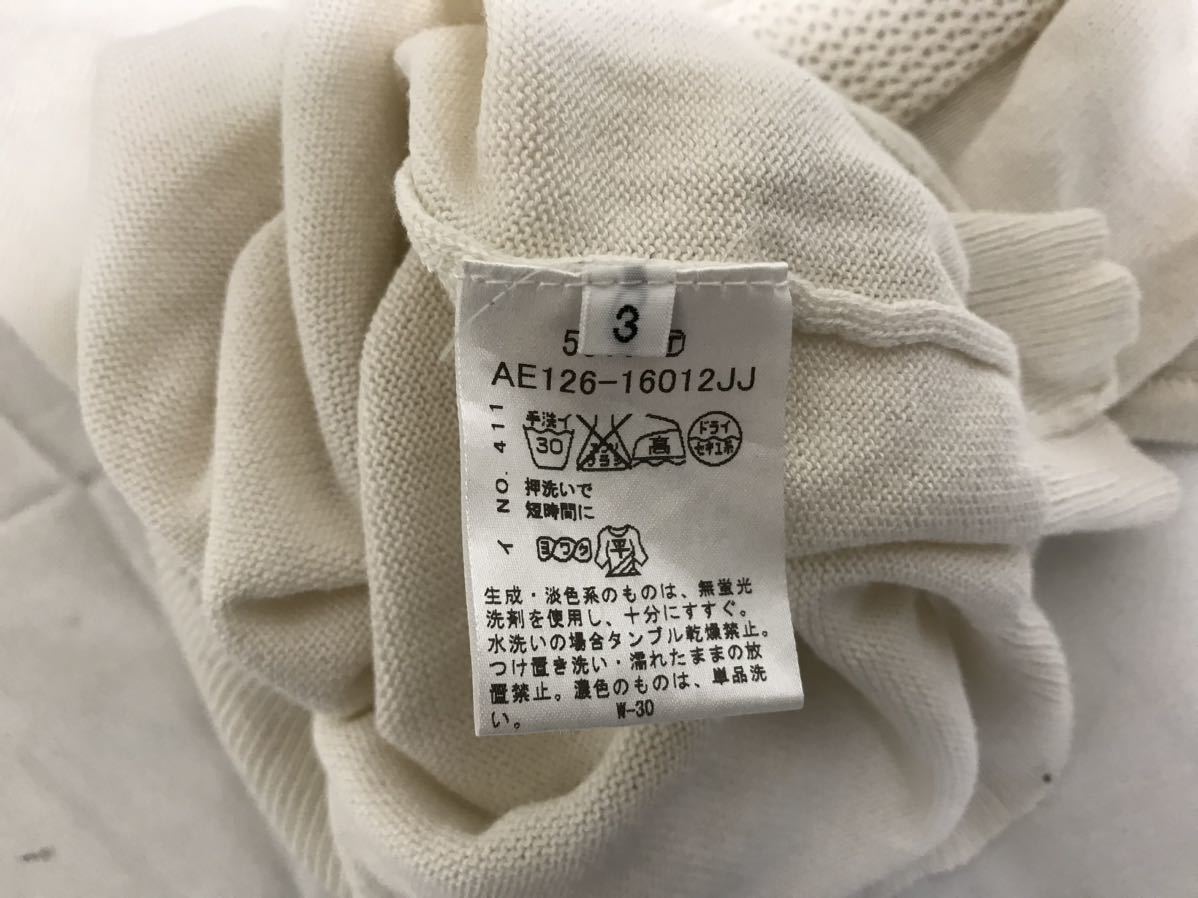 3
AE126-16012JJ
NO. 411
イ
手洗イ
30
高
ドライ
セキユ系
押洗いで
短時間に
ヨワク
平
生成・淡色系のものは、無蛍光
洗剤を使用し、十分にすすぐ。
水洗いの場合タンブル乾燥禁止。
つけ置き洗い・濡れたままの放
置禁止。濃色のものは、単品洗
い。
W-30